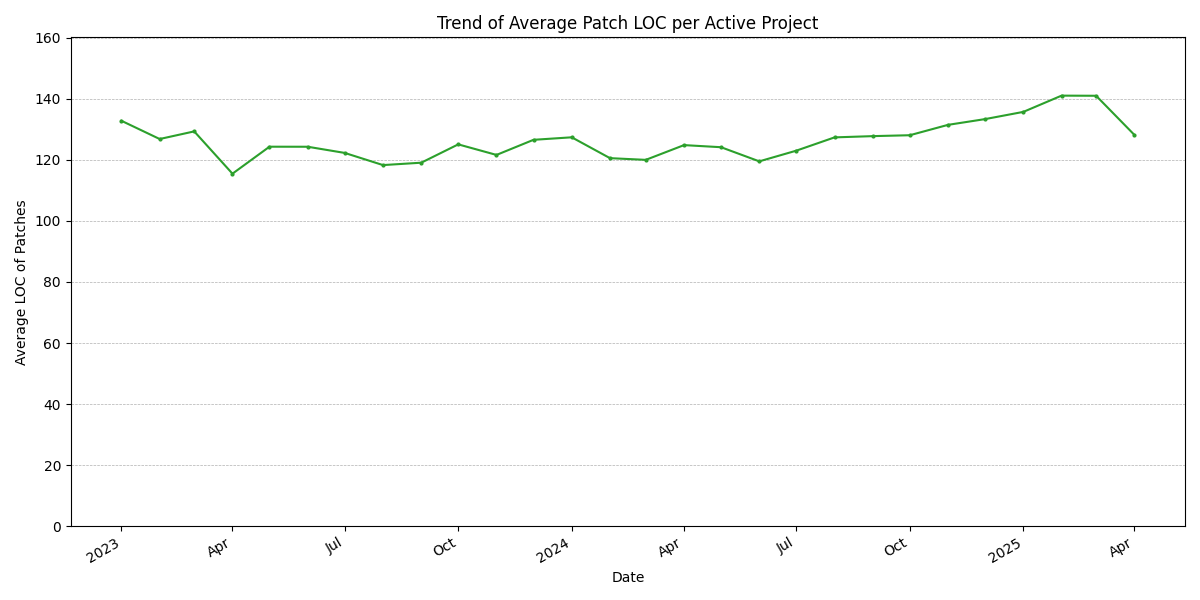 Trend of Average Patch LOC per Active Project
160
140
120
100
80
60
40
20
0
Average LOC of Patches
2023
Apr
Jul
Oct
2024
Apr
Jul
Oct
2025
Apr
Date